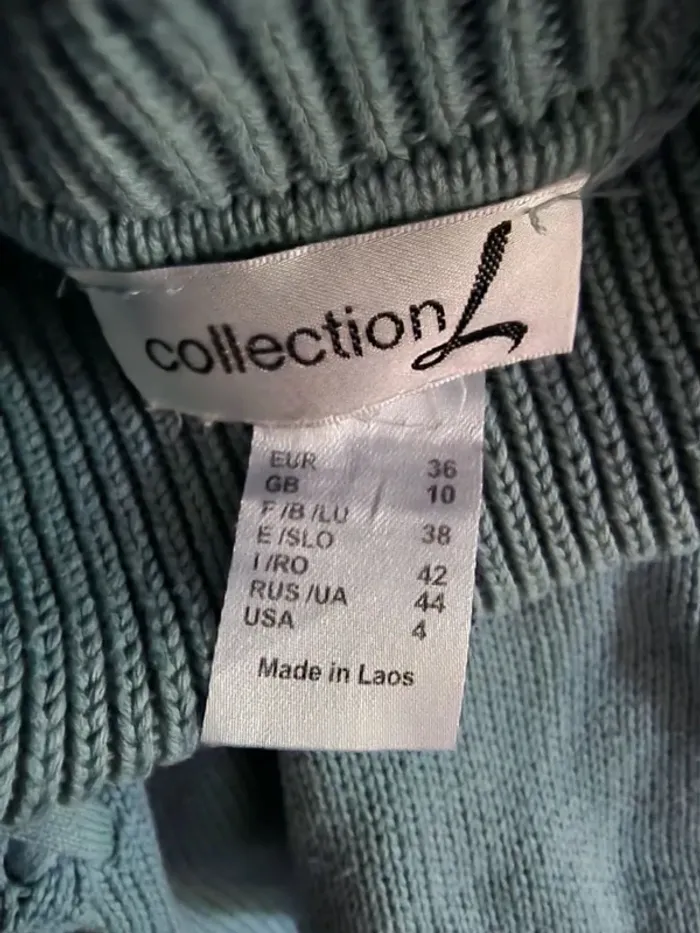 collection L
EUR 36
GB 10
F /B /LU
E /SLO 38
I /RO 42
RUS /UA 44
USA 4
Made in Laos